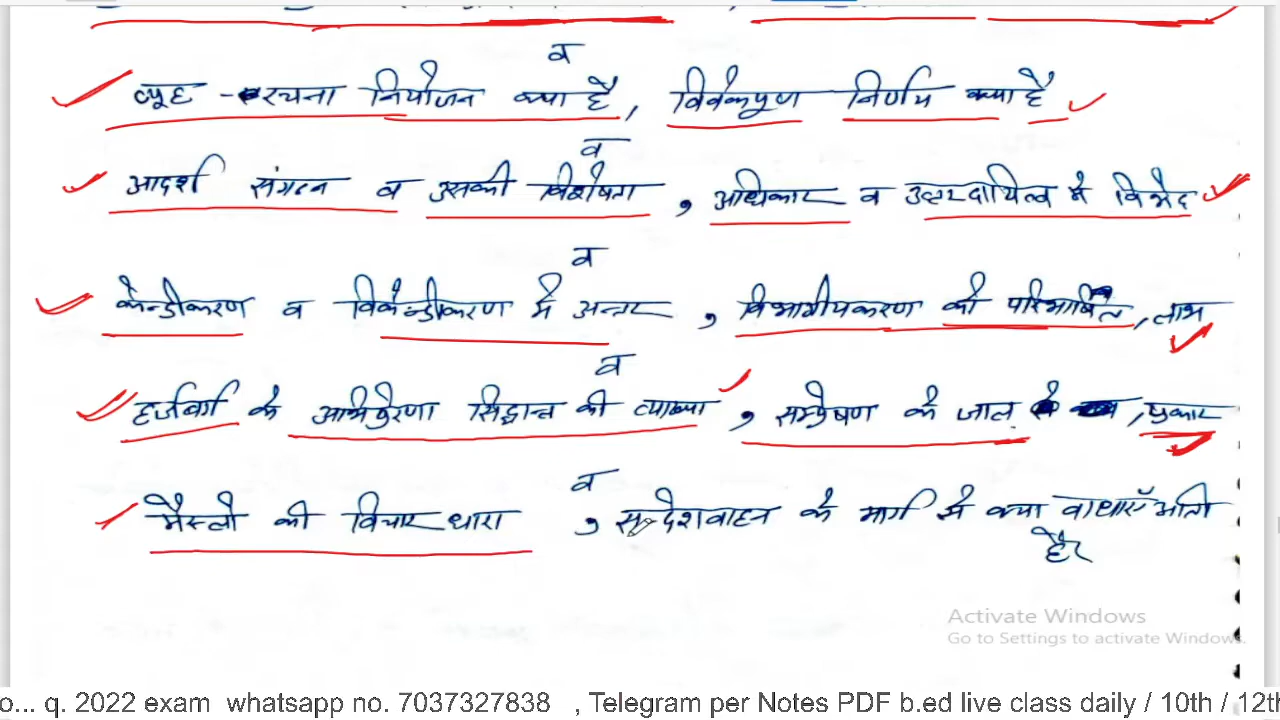 व
व्यूह - रचना नियोजन क्या है, विवेकपूण निर्णय क्या है
व
आदर्श संगठन व उसकी विशेषता, अधिकार व उत्तरदायित्व में विभेद
व
केन्द्रीकरण व विकेन्द्रीकरण में अन्तर, विभागीयकरण की परिभाषित, लाभ
व
हर्जबर्ग के अभिप्रेरणा सिद्धान्त की व्याख्या, सम्प्रेषण के जाल, प्रकार
व
मैस्लो की विचारधारा, सन्देशवाहन के मार्ग में क्या बाधाएँ आती
है
Activate Windows
Go to Settings to activate Windows.
o... q. 2022 exam whatsapp no. 7037327838 , Telegram per Notes PDF b.ed live class daily / 10th / 12th